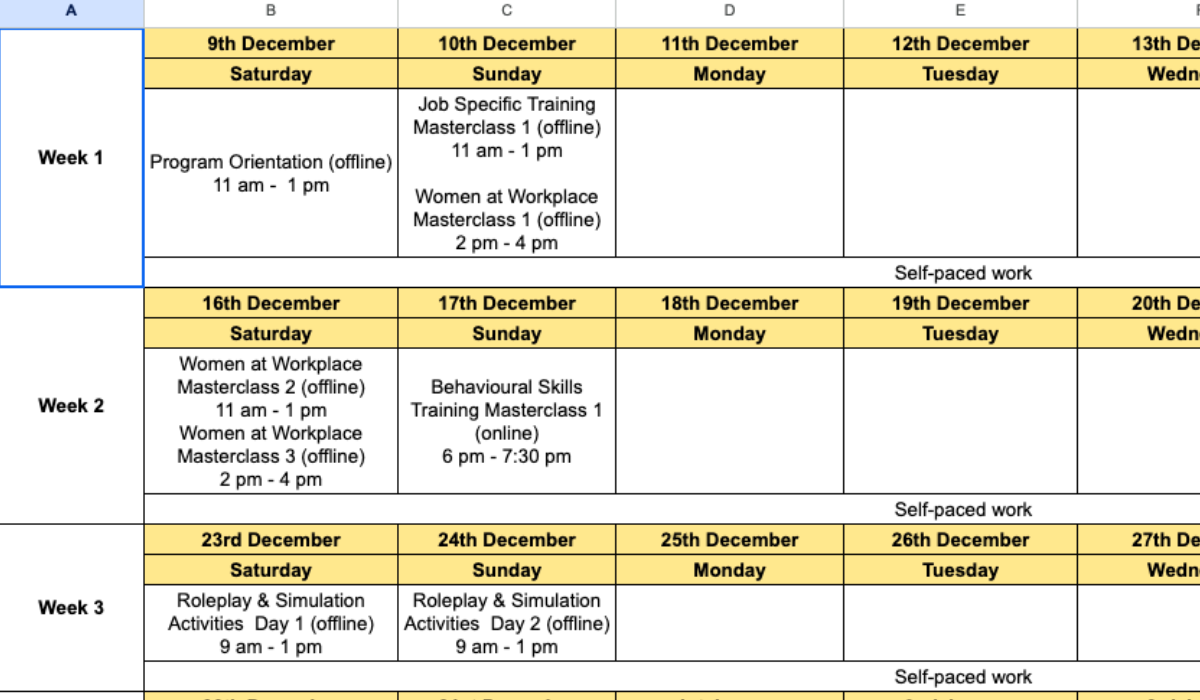 A B C D E
9th December 10th December 11th December 12th December 13th De
Saturday Sunday Monday Tuesday Wedn
Week 1
Program Orientation (offline)
11 am -  1 pm
Job Specific Training
Masterclass 1 (offline)
11 am - 1 pm
Women at Workplace
Masterclass 1 (offline)
2 pm - 4 pm
Self-paced work
16th December 17th December 18th December 19th December 20th De
Saturday Sunday Monday Tuesday Wedn
Week 2
Women at Workplace
Masterclass 2 (offline)
11 am - 1 pm
Women at Workplace
Masterclass 3 (offline)
2 pm - 4 pm
Behavioural Skills
Training Masterclass 1
(online)
6 pm - 7:30 pm
Self-paced work
23rd December 24th December 25th December 26th December 27th De
Saturday Sunday Monday Tuesday Wedn
Week 3
Roleplay & Simulation
Activities  Day 1 (offline)
9 am - 1 pm
Roleplay & Simulation
Activities  Day 2 (offline)
9 am - 1 pm
Self-paced work